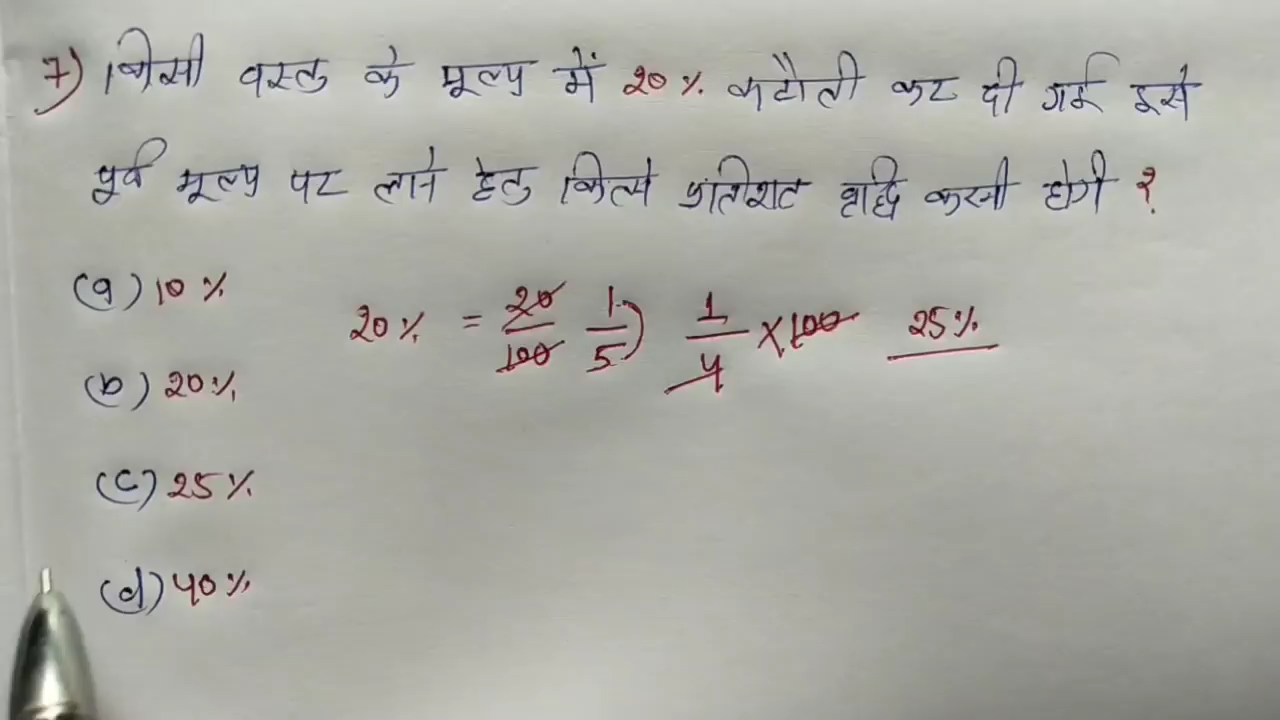 7) किसी वस्तु के मूल्य में 20% कटौती कर दी गई इसे
पूर्व मूल्य पर लाने हेतु कितने प्रतिशत वृद्धि करनी होगी ?
(a) 10%
20% = 20/100 1/5) 1/4 × 100 25%
(b) 20%
(c) 25%
(d) 40%